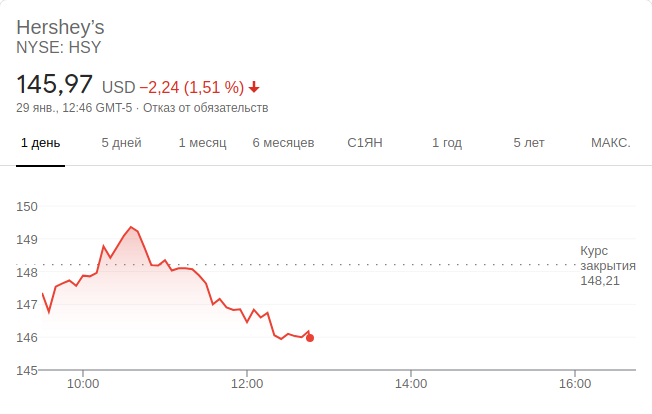 Hershey's
NYSE: HSY
145,97 USD −2,24 (1,51 %)
29 янв., 12:46 GMT-5 · Отказ от обязательств
1 день 5 дней 1 месяц 6 месяцев С1ЯН 1 год 5 лет МАКС.
150
149
Курс
148 закрытия
148,21
147
146
145
10:00 12:00 14:00 16:00